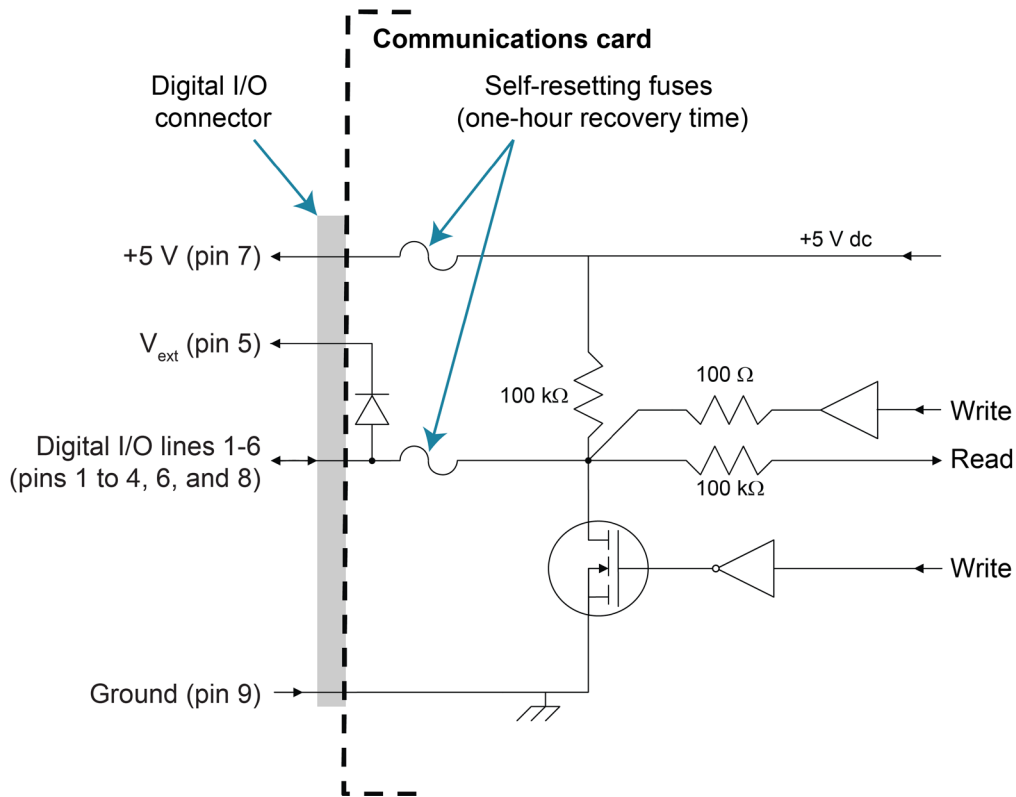 Communications card
Digital I/O
connector
Self-resetting fuses
(one-hour recovery time)
+5 V (pin 7)
+5 V dc
Vext (pin 5)
100 kΩ
100 Ω
Write
Digital I/O lines 1-6
(pins 1 to 4, 6, and 8)
Read
100 kΩ
Write
Ground (pin 9)